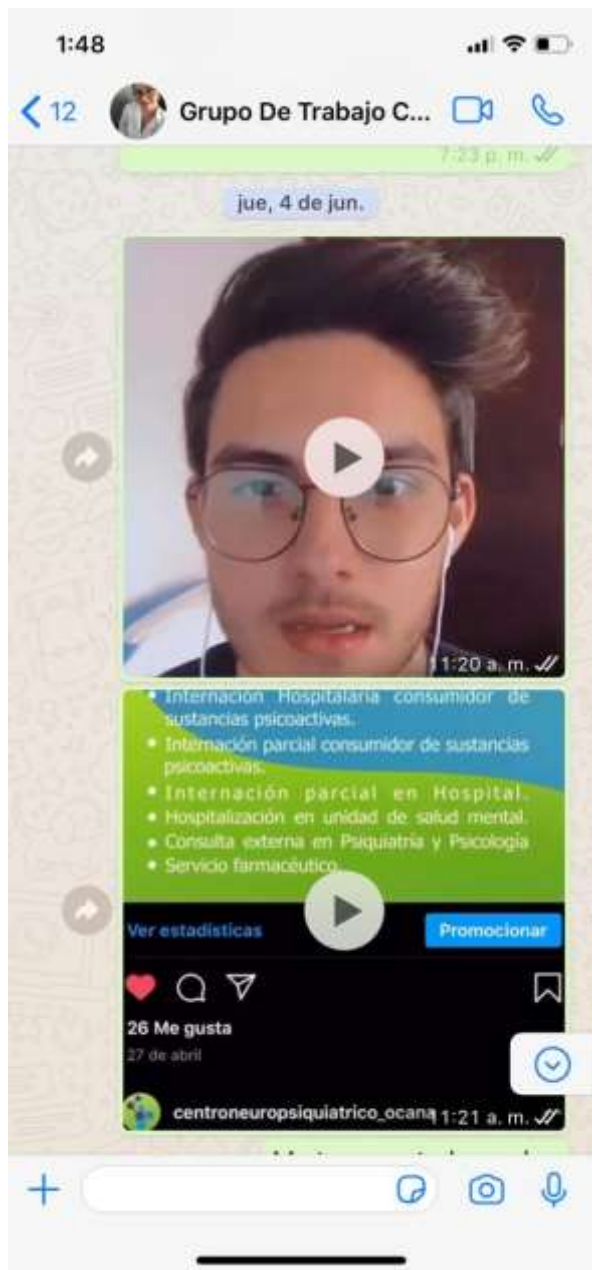 1:48
12
Grupo De Trabajo C...
7:23 p. m.
jue, 4 de jun.
11:20 a. m.
• Internación Hospitalaria consumidor de
sustancias psicoactivas.
• Internación parcial consumidor de sustancias
psicoactivas.
• Internación parcial en Hospital.
• Hospitalización en unidad de salud mental.
• Consulta externa en Psiquiatría y Psicología
• Servicio farmacéutico.
Ver estadísticas
Promocionar
26 Me gusta
27 de abril
centroneuropsiquiatrico_ocana
11:21 a. m.